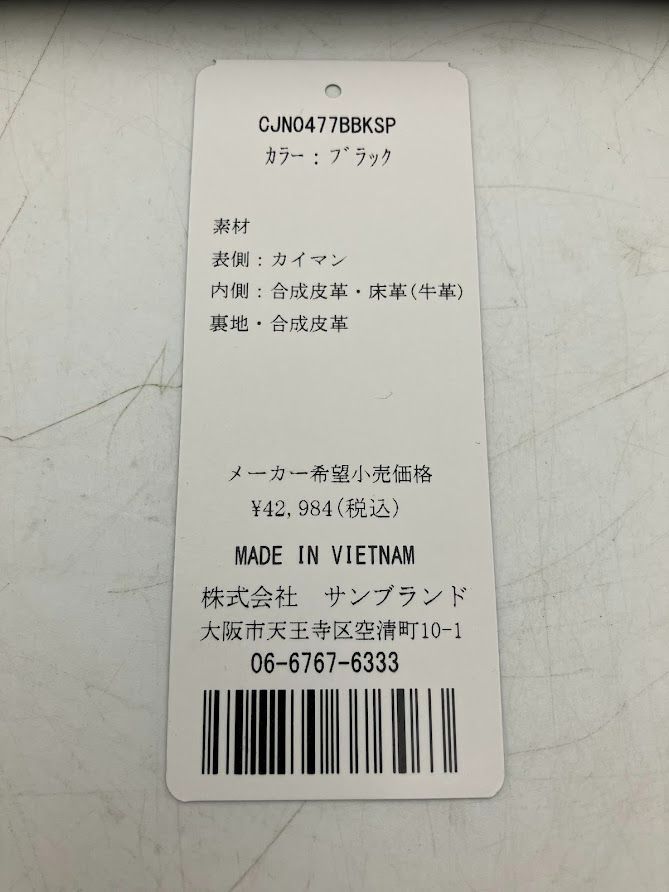 CJN0477BBKSP
カラー：ブラック
素材
表側：カイマン
内側：合成皮革・床革(牛革)
裏地・合成皮革
メーカー希望小売価格
¥42,984(税込)
MADE IN VIETNAM
株式会社　サンブランド
大阪市天王寺区空清町10-1
06-6767-6333